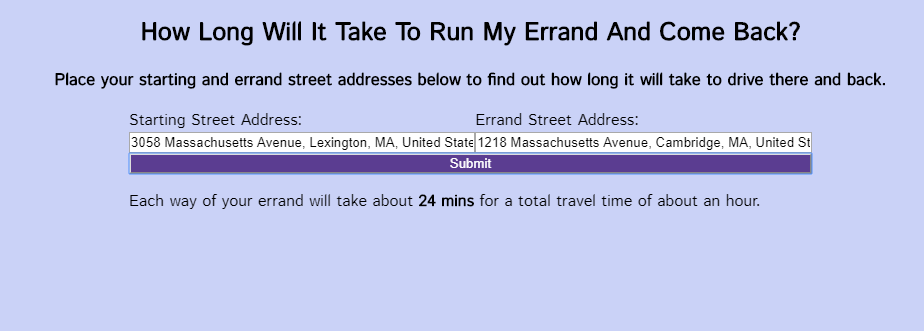 How Long Will It Take To Run My Errand And Come Back?
Place your starting and errand street addresses below to find out how long it will take to drive there and back.
Starting Street Address: Errand Street Address:
3058 Massachusetts Avenue, Lexington, MA, United State 1218 Massachusetts Avenue, Cambridge, MA, United St
Submit
Each way of your errand will take about 24 mins for a total travel time of about an hour.